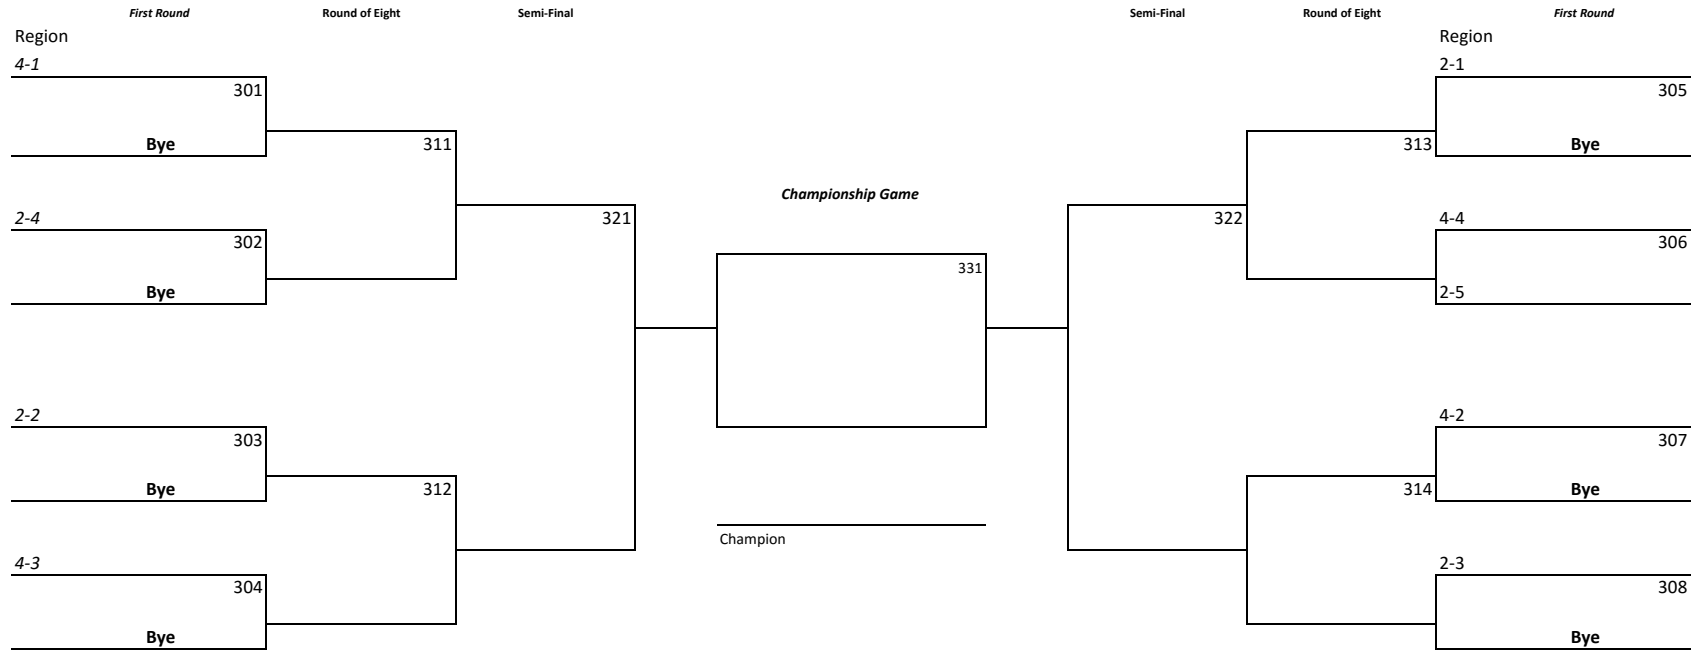 First Round Round of Eight Semi-Final Semi-Final Round of Eight First Round
Region Region
4-1 2-1
301 305
Bye 311 313 Bye
Championship Game
2-4 321 322 4-4
302 306
331
Bye 2-5
2-2 4-2
303 307
Bye 312 314 Bye
Champion
4-3 2-3
304 308
Bye Bye